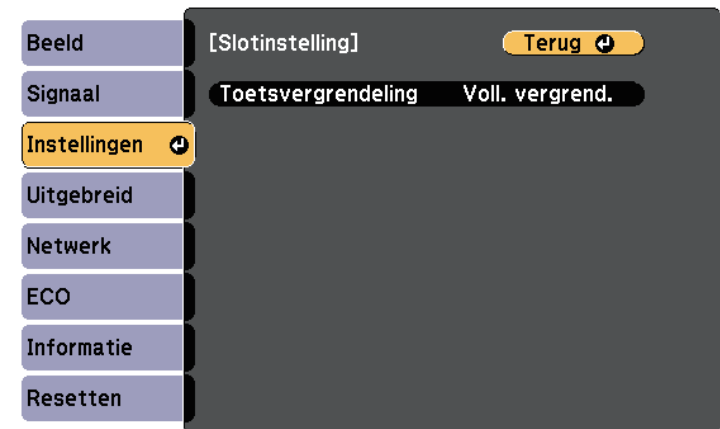 Beeld
Signaal
Instellingen
Uitgebreid
Netwerk
ECO
Informatie
Resetten
[Slotinstelling] Terug
Toetsvergrendeling Voll. vergrend.